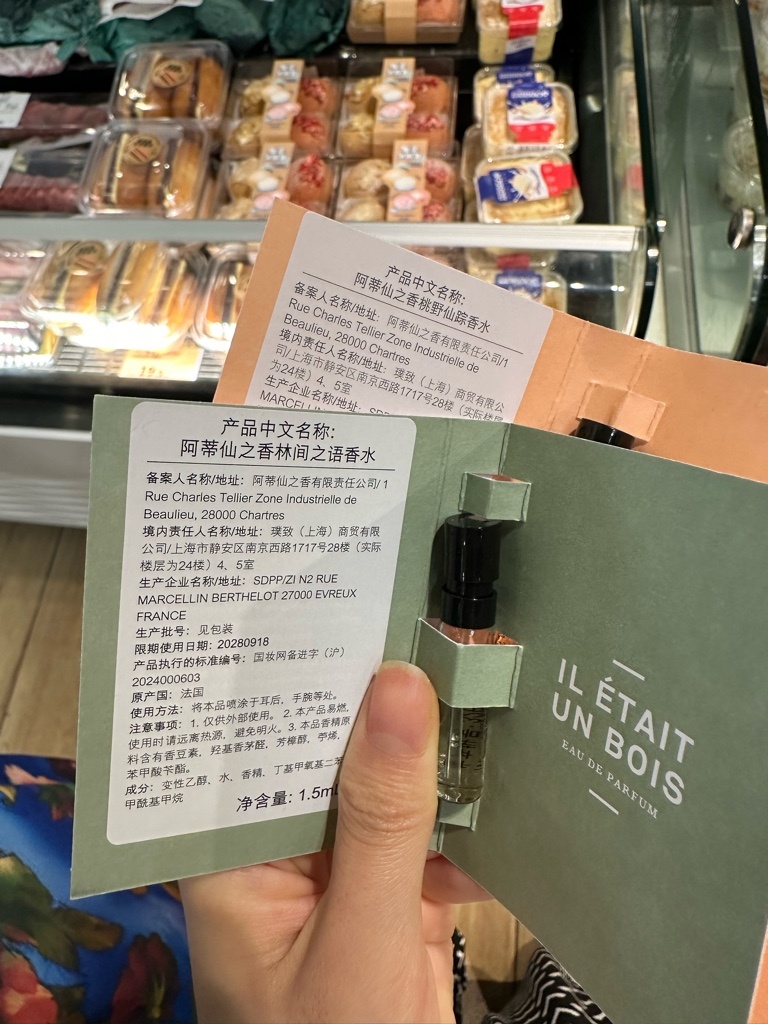 产品中文名称:
阿蒂仙之香桃野仙踪香水
备案人名称/地址: 阿蒂仙之香有限责任公司/1
Rue Charles Tellier Zone Industrielle de
Beaulieu, 28000 Chartres
境内责任人名称/地址: 璞致（上海）商贸有限公
司/上海市静安区南京西路1717号28楼（实际楼层
为24楼）4、5室
生产企业名称/地址: SDPP
产品中文名称:
阿蒂仙之香林间之语香水
备案人名称/地址: 阿蒂仙之香有限责任公司/ 1
Rue Charles Tellier Zone Industrielle de
Beaulieu, 28000 Chartres
境内责任人名称/地址: 璞致（上海）商贸有限
公司/上海市静安区南京西路1717号28楼（实际
楼层为24楼）4、5室
生产企业名称/地址: SDPP/ZI N2 RUE
MARCELLIN BERTHELOT 27000 EVREUX
FRANCE
生产批号: 见包装
限期使用日期: 20280918
产品执行的标准编号: 国妆网备进字（沪）
2024000603
原产国: 法国
使用方法: 将本品喷涂于耳后, 手腕等处。
注意事项: 1. 仅供外部使用。 2. 本产品易燃,
使用时请远离热源, 避免明火。3. 本品香精原
料含有香豆素, 羟基香茅醛, 芳樟醇, 苧烯,
苯甲酸苄酯。
成分: 变性乙醇、水、香精, 丁基甲氧基二苯
甲酰基甲烷
净含量: 1.5mL
IL ÉTAIT
UN BOIS
EAU DE PARFUM